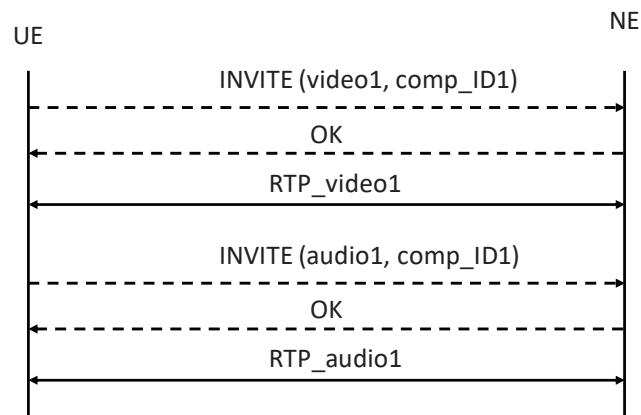 UE
NE
INVITE (video1, comp_ID1)
OK
RTP_video1
INVITE (audio1, comp_ID1)
OK
RTP_audio1